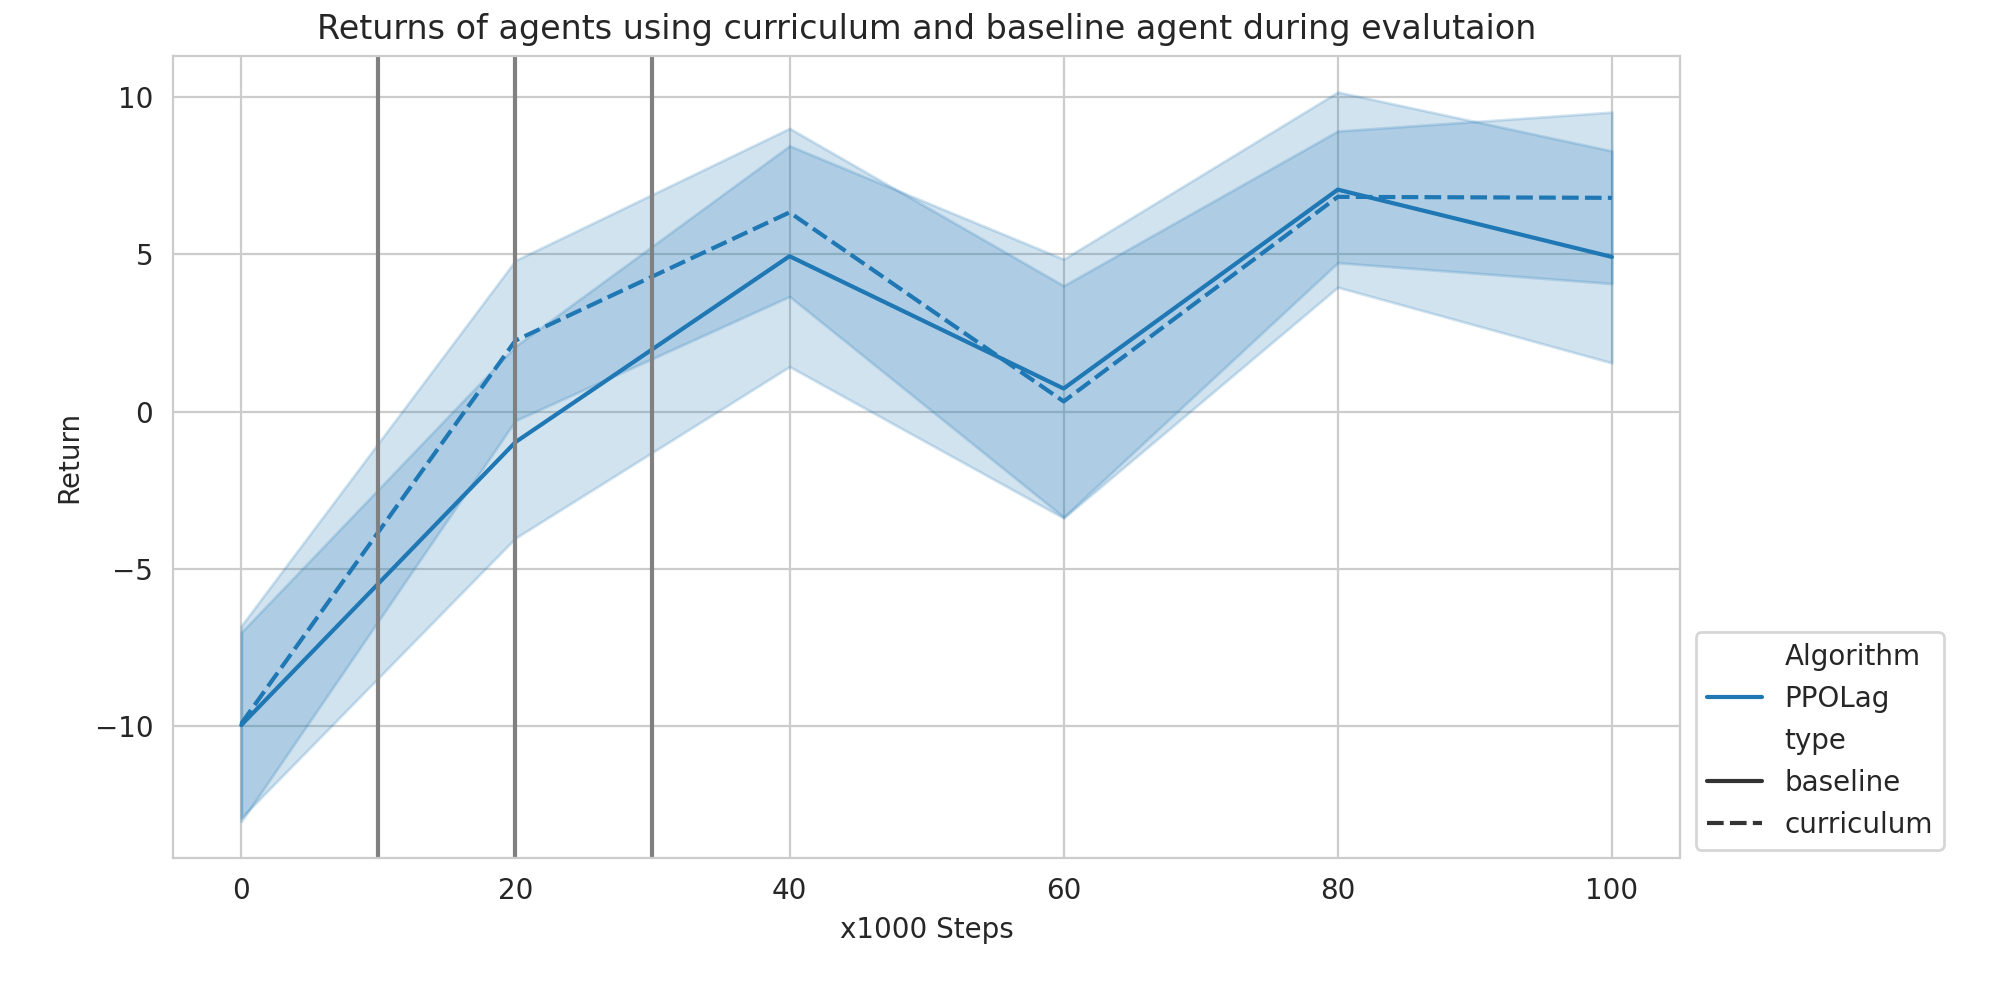 Returns of agents using curriculum and baseline agent during evalutaion
10
5
0
−5
−10
Return
0 20 40 60 80 100
x1000 Steps
Algorithm
PPOLag
type
baseline
curriculum